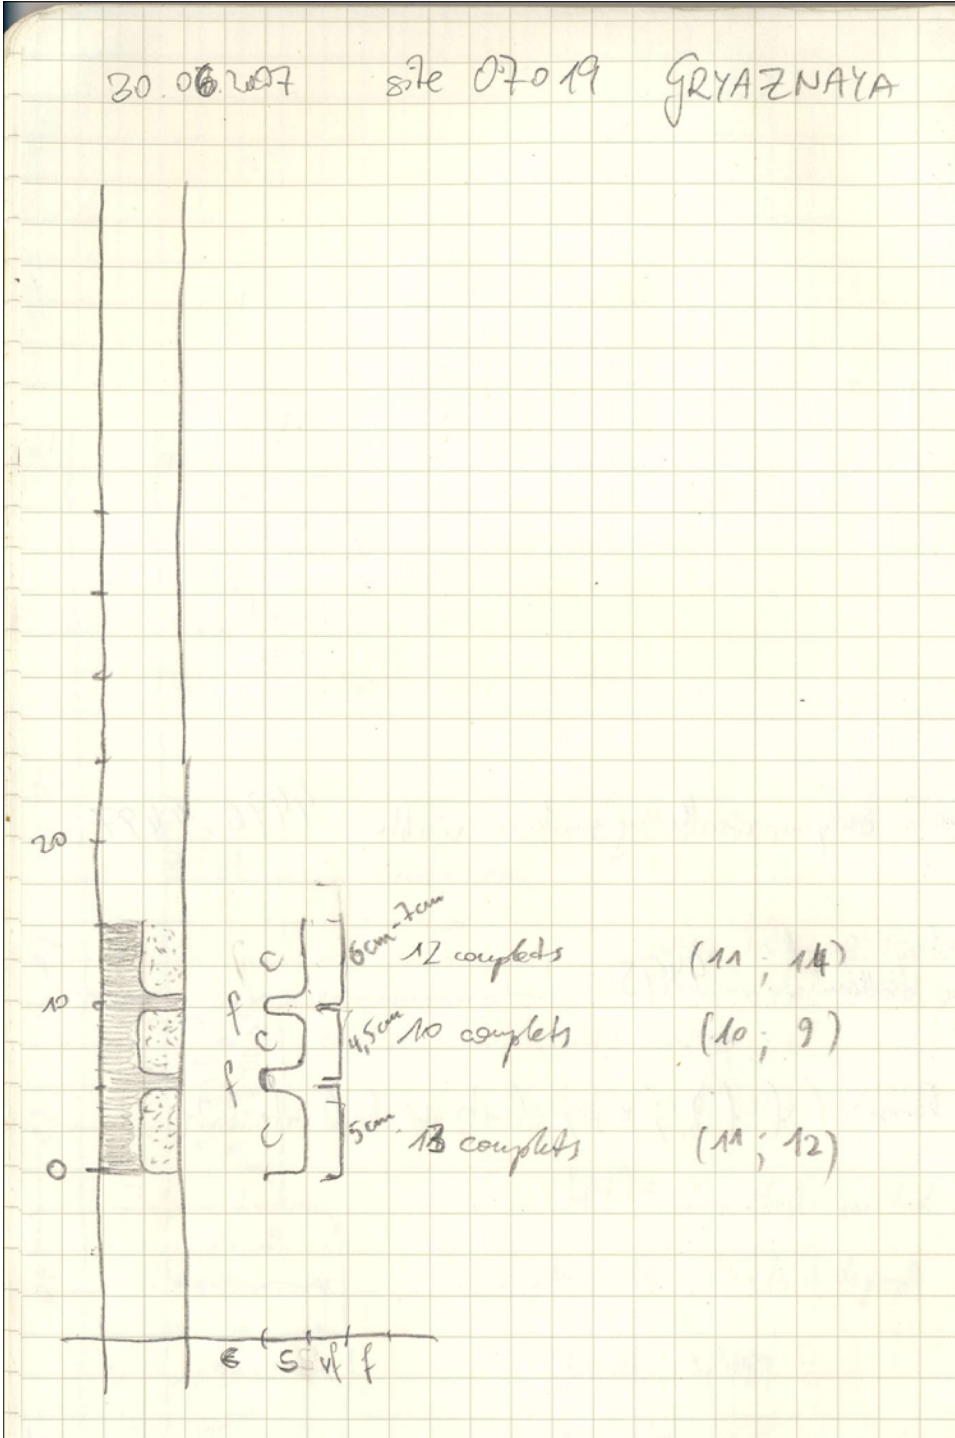 30.06.2007 site 07019 GRYAZNAYA
20
6cm-7cm
c 12 couplets (11 ; 14)
10
f
c 4,5cm 10 couplets (10 ; 9)
f
5cm
c 13 couplets (11 ; 12)
0
c s vf f